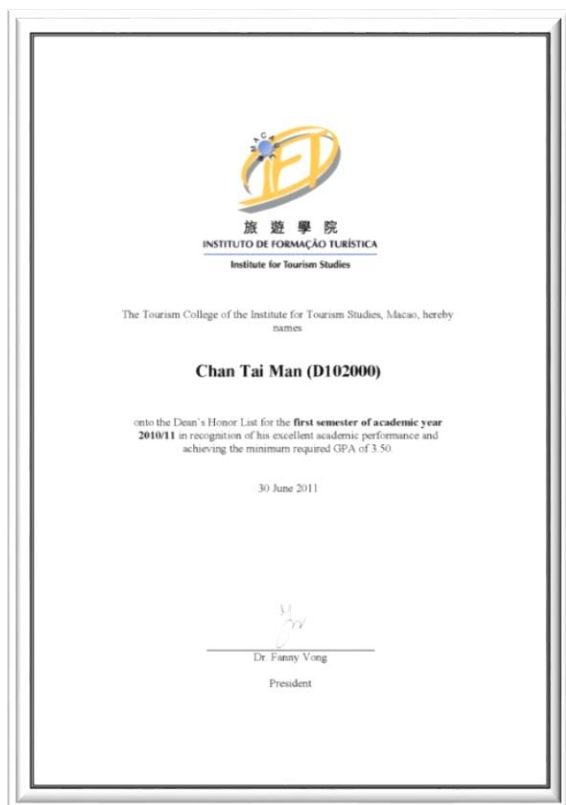 MACAU
IFT
旅遊學院
INSTITUTO DE FORMAÇÃO TURÍSTICA
Institute for Tourism Studies
The Tourism College of the Institute for Tourism Studies, Macao, hereby
names
Chan Tai Man (D102000)
onto the Dean`s Honor List for the first semester of academic year
2010/11 in recognition of his excellent academic performance and
achieving the minimum required GPA of 3.50.
30 June 2011
Dr. Fanny Vong
President